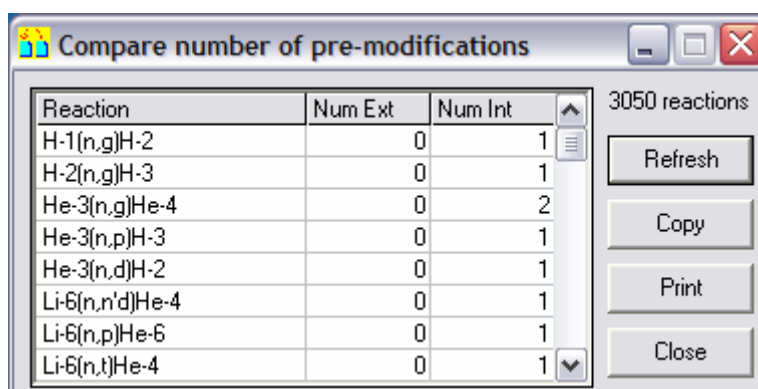 Compare number of pre-modifications
Reaction Num Ext Num Int
H-1(n,g)H-2 0 1
H-2(n,g)H-3 0 1
He-3(n,g)He-4 0 2
He-3(n,p)H-3 0 1
He-3(n,d)H-2 0 1
Li-6(n,n'd)He-4 0 1
Li-6(n,p)He-6 0 1
Li-6(n,t)He-4 0 1
3050 reactions
Refresh
Copy
Print
Close